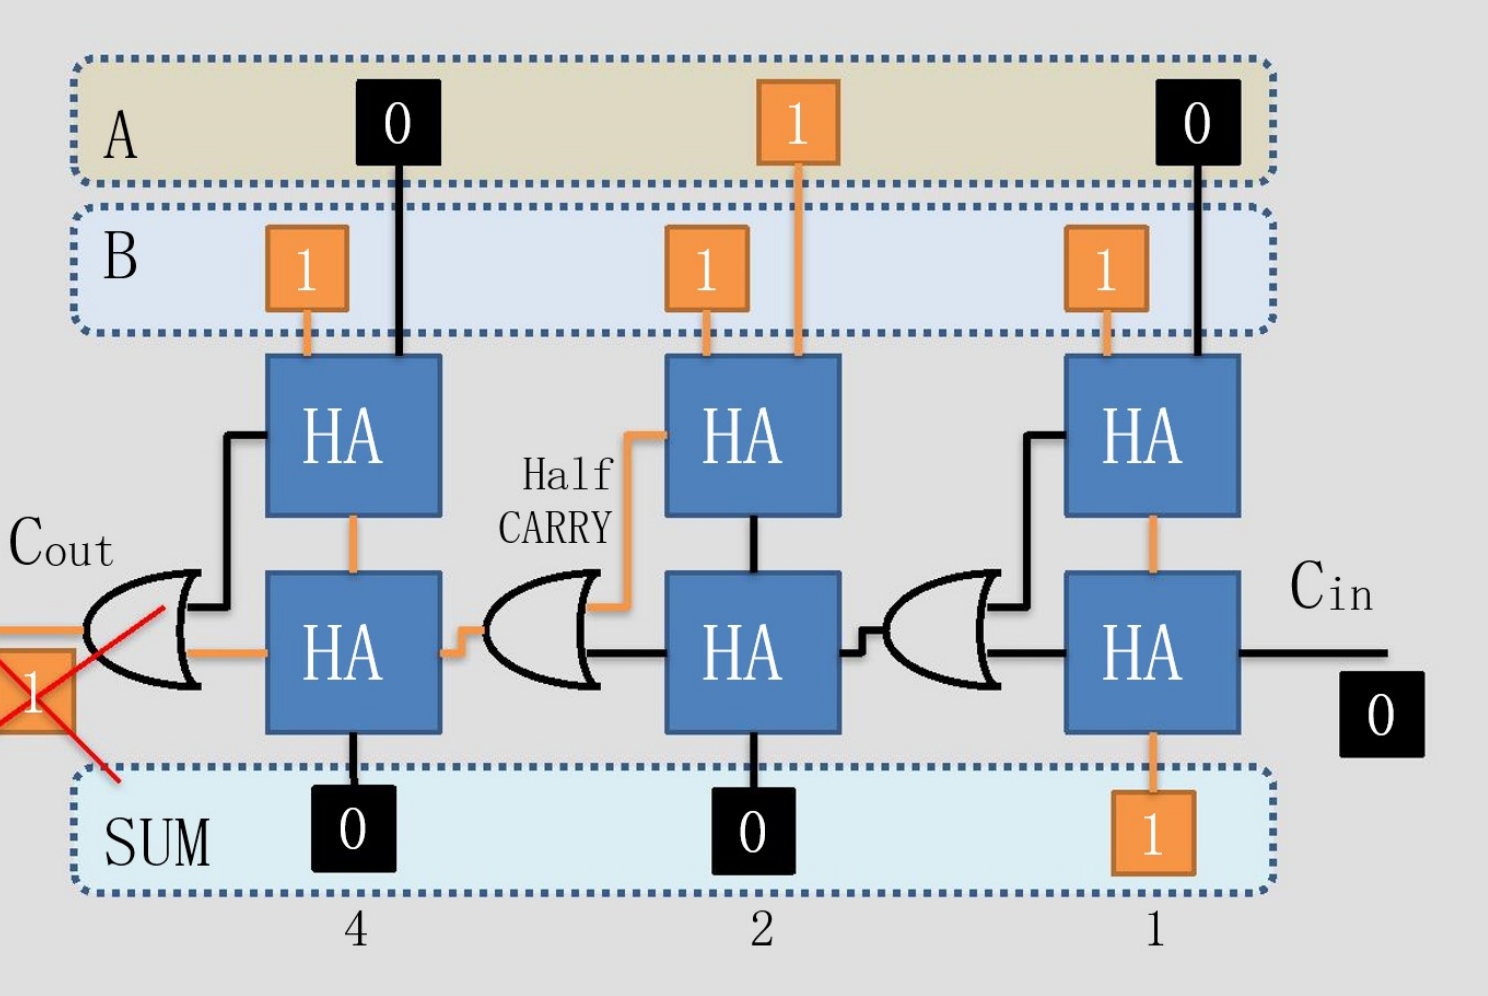 A
0 1 0
B
1 1 1
HA HA HA
Half
CARRY
Cout
Cin
HA HA HA
1
0
SUM
0 0 1
4 2 1